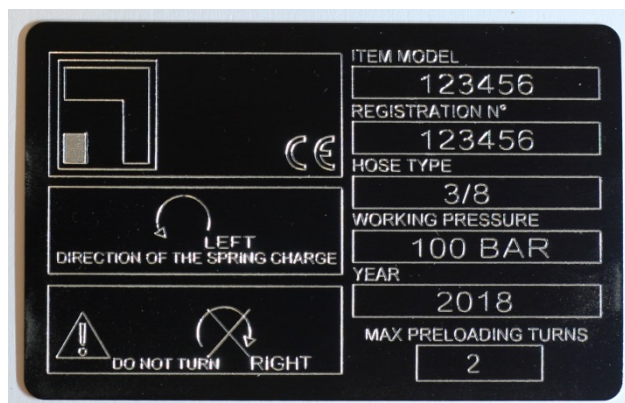 CE
LEFT
DIRECTION OF THE SPRING CHARGE
DO NOT TURN RIGHT
ITEM MODEL
123456
REGISTRATION N°
123456
HOSE TYPE
3/8
WORKING PRESSURE
100 BAR
YEAR
2018
MAX PRELOADING TURNS
2